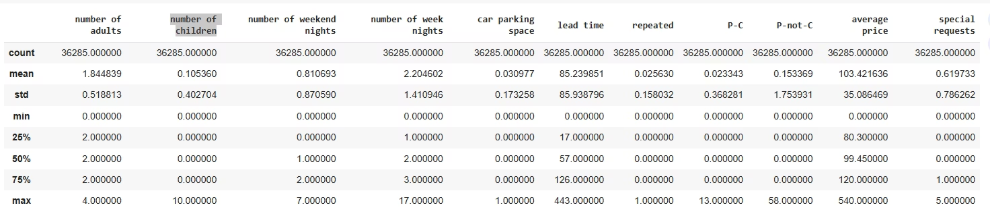 number of adults number of children number of weekend nights number of week nights car parking space lead time repeated P-C P-not-C average price special requests
count 36285.000000 36285.000000 36285.000000 36285.000000 36285.000000 36285.000000 36285.000000 36285.000000 36285.000000 36285.000000 36285.000000
mean 1.844839 0.105360 0.810693 2.204602 0.030977 85.239851 0.025630 0.023343 0.153369 103.421636 0.619733
std 0.518813 0.402704 0.870590 1.410946 0.173258 85.938796 0.158032 0.368281 1.753931 35.086469 0.786262
min 0.000000 0.000000 0.000000 0.000000 0.000000 0.000000 0.000000 0.000000 0.000000 0.000000 0.000000
25% 2.000000 0.000000 0.000000 1.000000 0.000000 17.000000 0.000000 0.000000 0.000000 80.300000 0.000000
50% 2.000000 0.000000 1.000000 2.000000 0.000000 57.000000 0.000000 0.000000 0.000000 99.450000 0.000000
75% 2.000000 0.000000 2.000000 3.000000 0.000000 126.000000 0.000000 0.000000 0.000000 120.000000 1.000000
max 4.000000 10.000000 7.000000 17.000000 1.000000 443.000000 1.000000 13.000000 58.000000 540.000000 5.000000